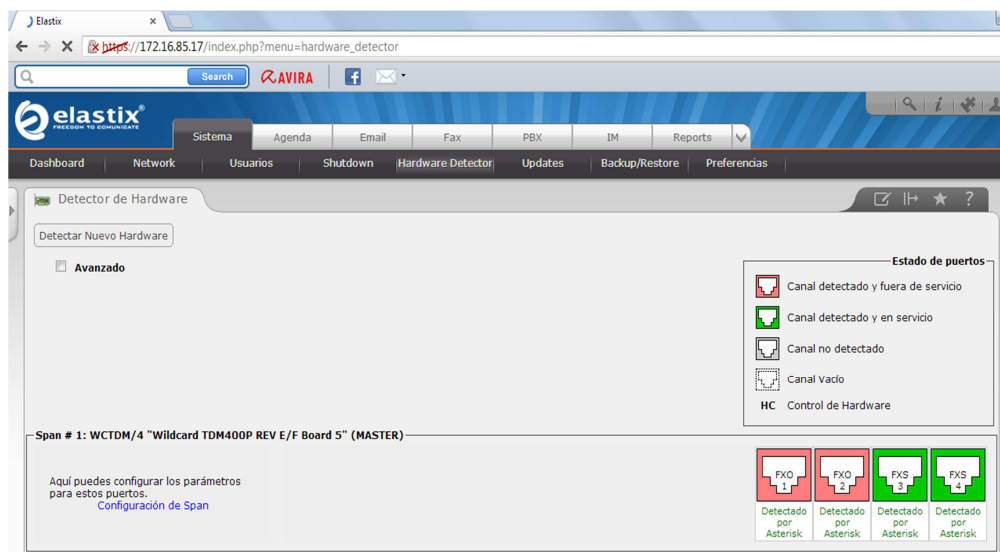 Elastix
https://172.16.85.17/index.php?menu=hardware_detector
Search
AVIRA
elastix®
FREEDOM TO COMUNICATE
Sistema Agenda Email Fax PBX IM Reports
Dashboard Network Usuarios Shutdown Hardware Detector Updates Backup/Restore Preferencias
Detector de Hardware
Detectar Nuevo Hardware
Avanzado
Estado de puertos
Canal detectado y fuera de servicio
Canal detectado y en servicio
Canal no detectado
Canal Vacío
HC Control de Hardware
Span # 1: WCTDM/4 "Wildcard TDM400P REV E/F Board 5" (MASTER)
Aquí puedes configurar los parámetros
para estos puertos.
Configuración de Span
FXO FXO FXS FXS
1 2 3 4
Detectado Detectado Detectado Detectado
por por por por
Asterisk Asterisk Asterisk Asterisk